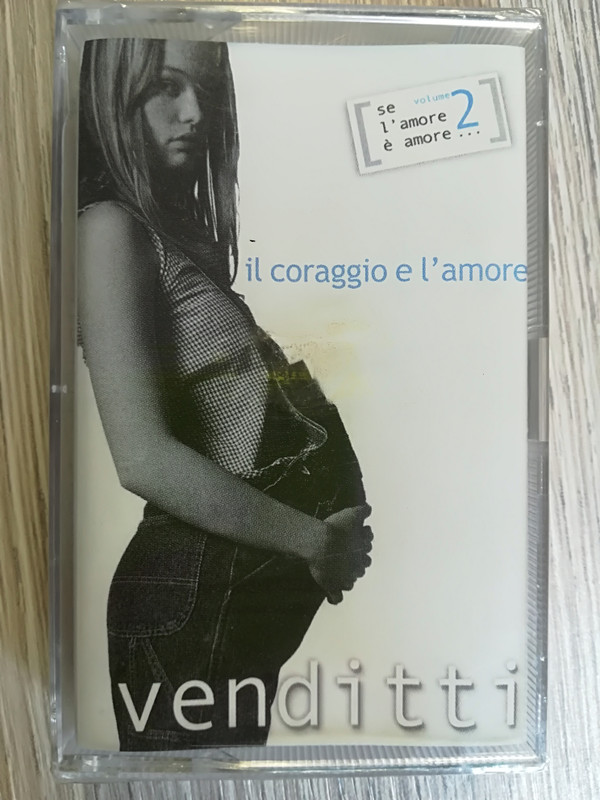 se volume 2
l'amore
è amore ...
il coraggio e l'amore
venditti